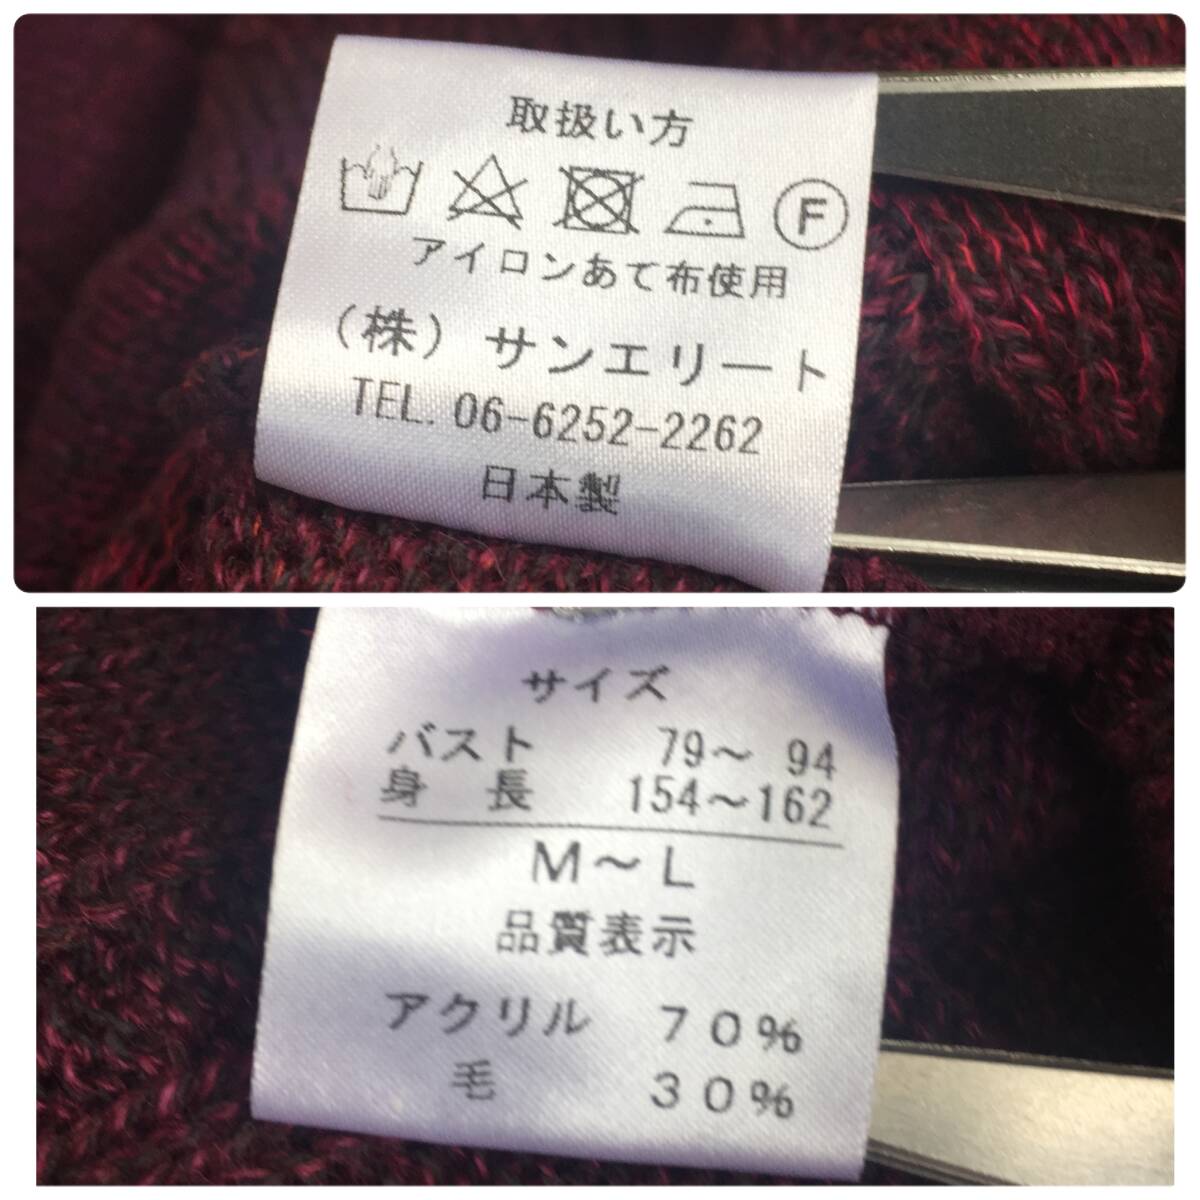 取扱い方
F
アイロンあて布使用
（株）サンエリート
TEL. 06-6252-2262
日本製
サイズ
バスト 79〜 94
身 長 154〜162
M〜L
品質表示
アクリル 70%
毛 30%